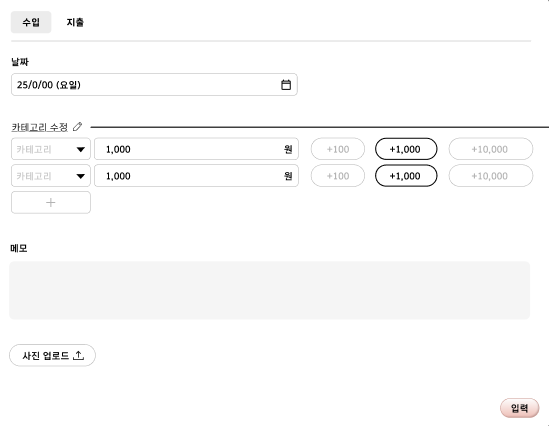 수입 지출
날짜
25/0/00 (요일)
카테고리 수정
카테고리 1,000 원 +100 +1,000 +10,000
카테고리 1,000 원 +100 +1,000 +10,000
+
메모
사진 업로드
입력